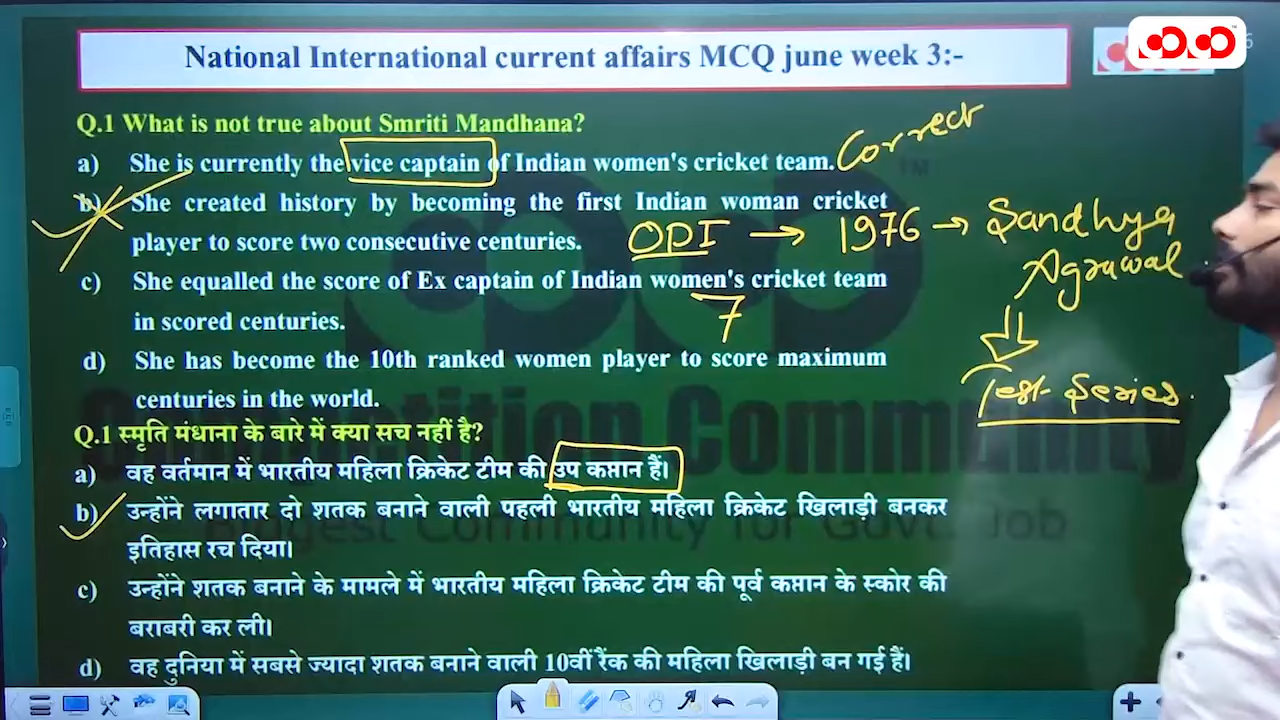 National International current affairs MCQ june week 3:-
Q.1 What is not true about Smriti Mandhana?
a) She is currently the vice captain of Indian women's cricket team. Correct
b) She created history by becoming the first Indian woman cricket
player to score two consecutive centuries. ODI → 1976 → Sandhya
Agrawal
c) She equalled the score of Ex captain of Indian women's cricket team
in scored centuries. 7
d) She has become the 10th ranked women player to score maximum
Test Series.
centuries in the world.
Q.1 स्मृति मंधाना के बारे में क्या सच नहीं है?
a) वह वर्तमान में भारतीय महिला क्रिकेट टीम की उप कप्तान हैं।
b) उन्होंने लगातार दो शतक बनाने वाली पहली भारतीय महिला क्रिकेट खिलाड़ी बनकर
इतिहास रच दिया।
c) उन्होंने शतक बनाने के मामले में भारतीय महिला क्रिकेट टीम की पूर्व कप्तान के स्कोर की
बराबरी कर ली।
d) वह दुनिया में सबसे ज्यादा शतक बनाने वाली 10वीं रैंक की महिला खिलाड़ी बन गई हैं।